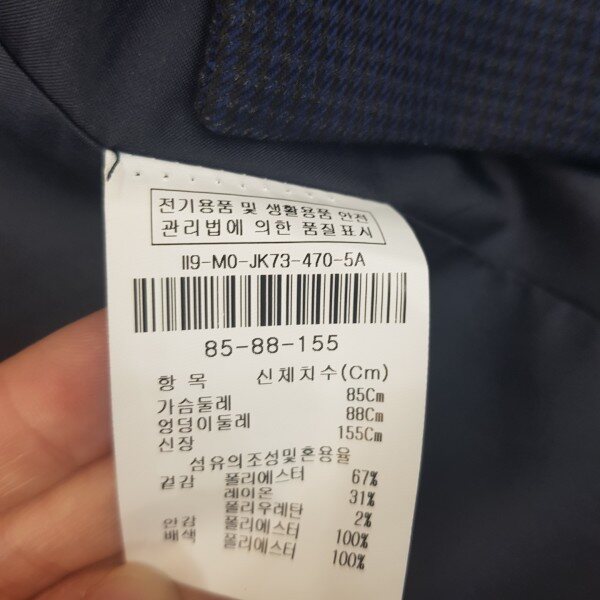 전기용품 및 생활용품 안전
관리법에 의한 품질표시
II9-M0-JK73-470-5A
85-88-155
항 목 신체치수(Cm)
가슴둘레 85Cm
엉덩이둘레 88Cm
신장 155Cm
섬유의조성및혼용율
겉감 폴리에스터 67%
레이온 31%
폴리우레탄 2%
안감 폴리에스터 100%
배색 폴리에스터 100%